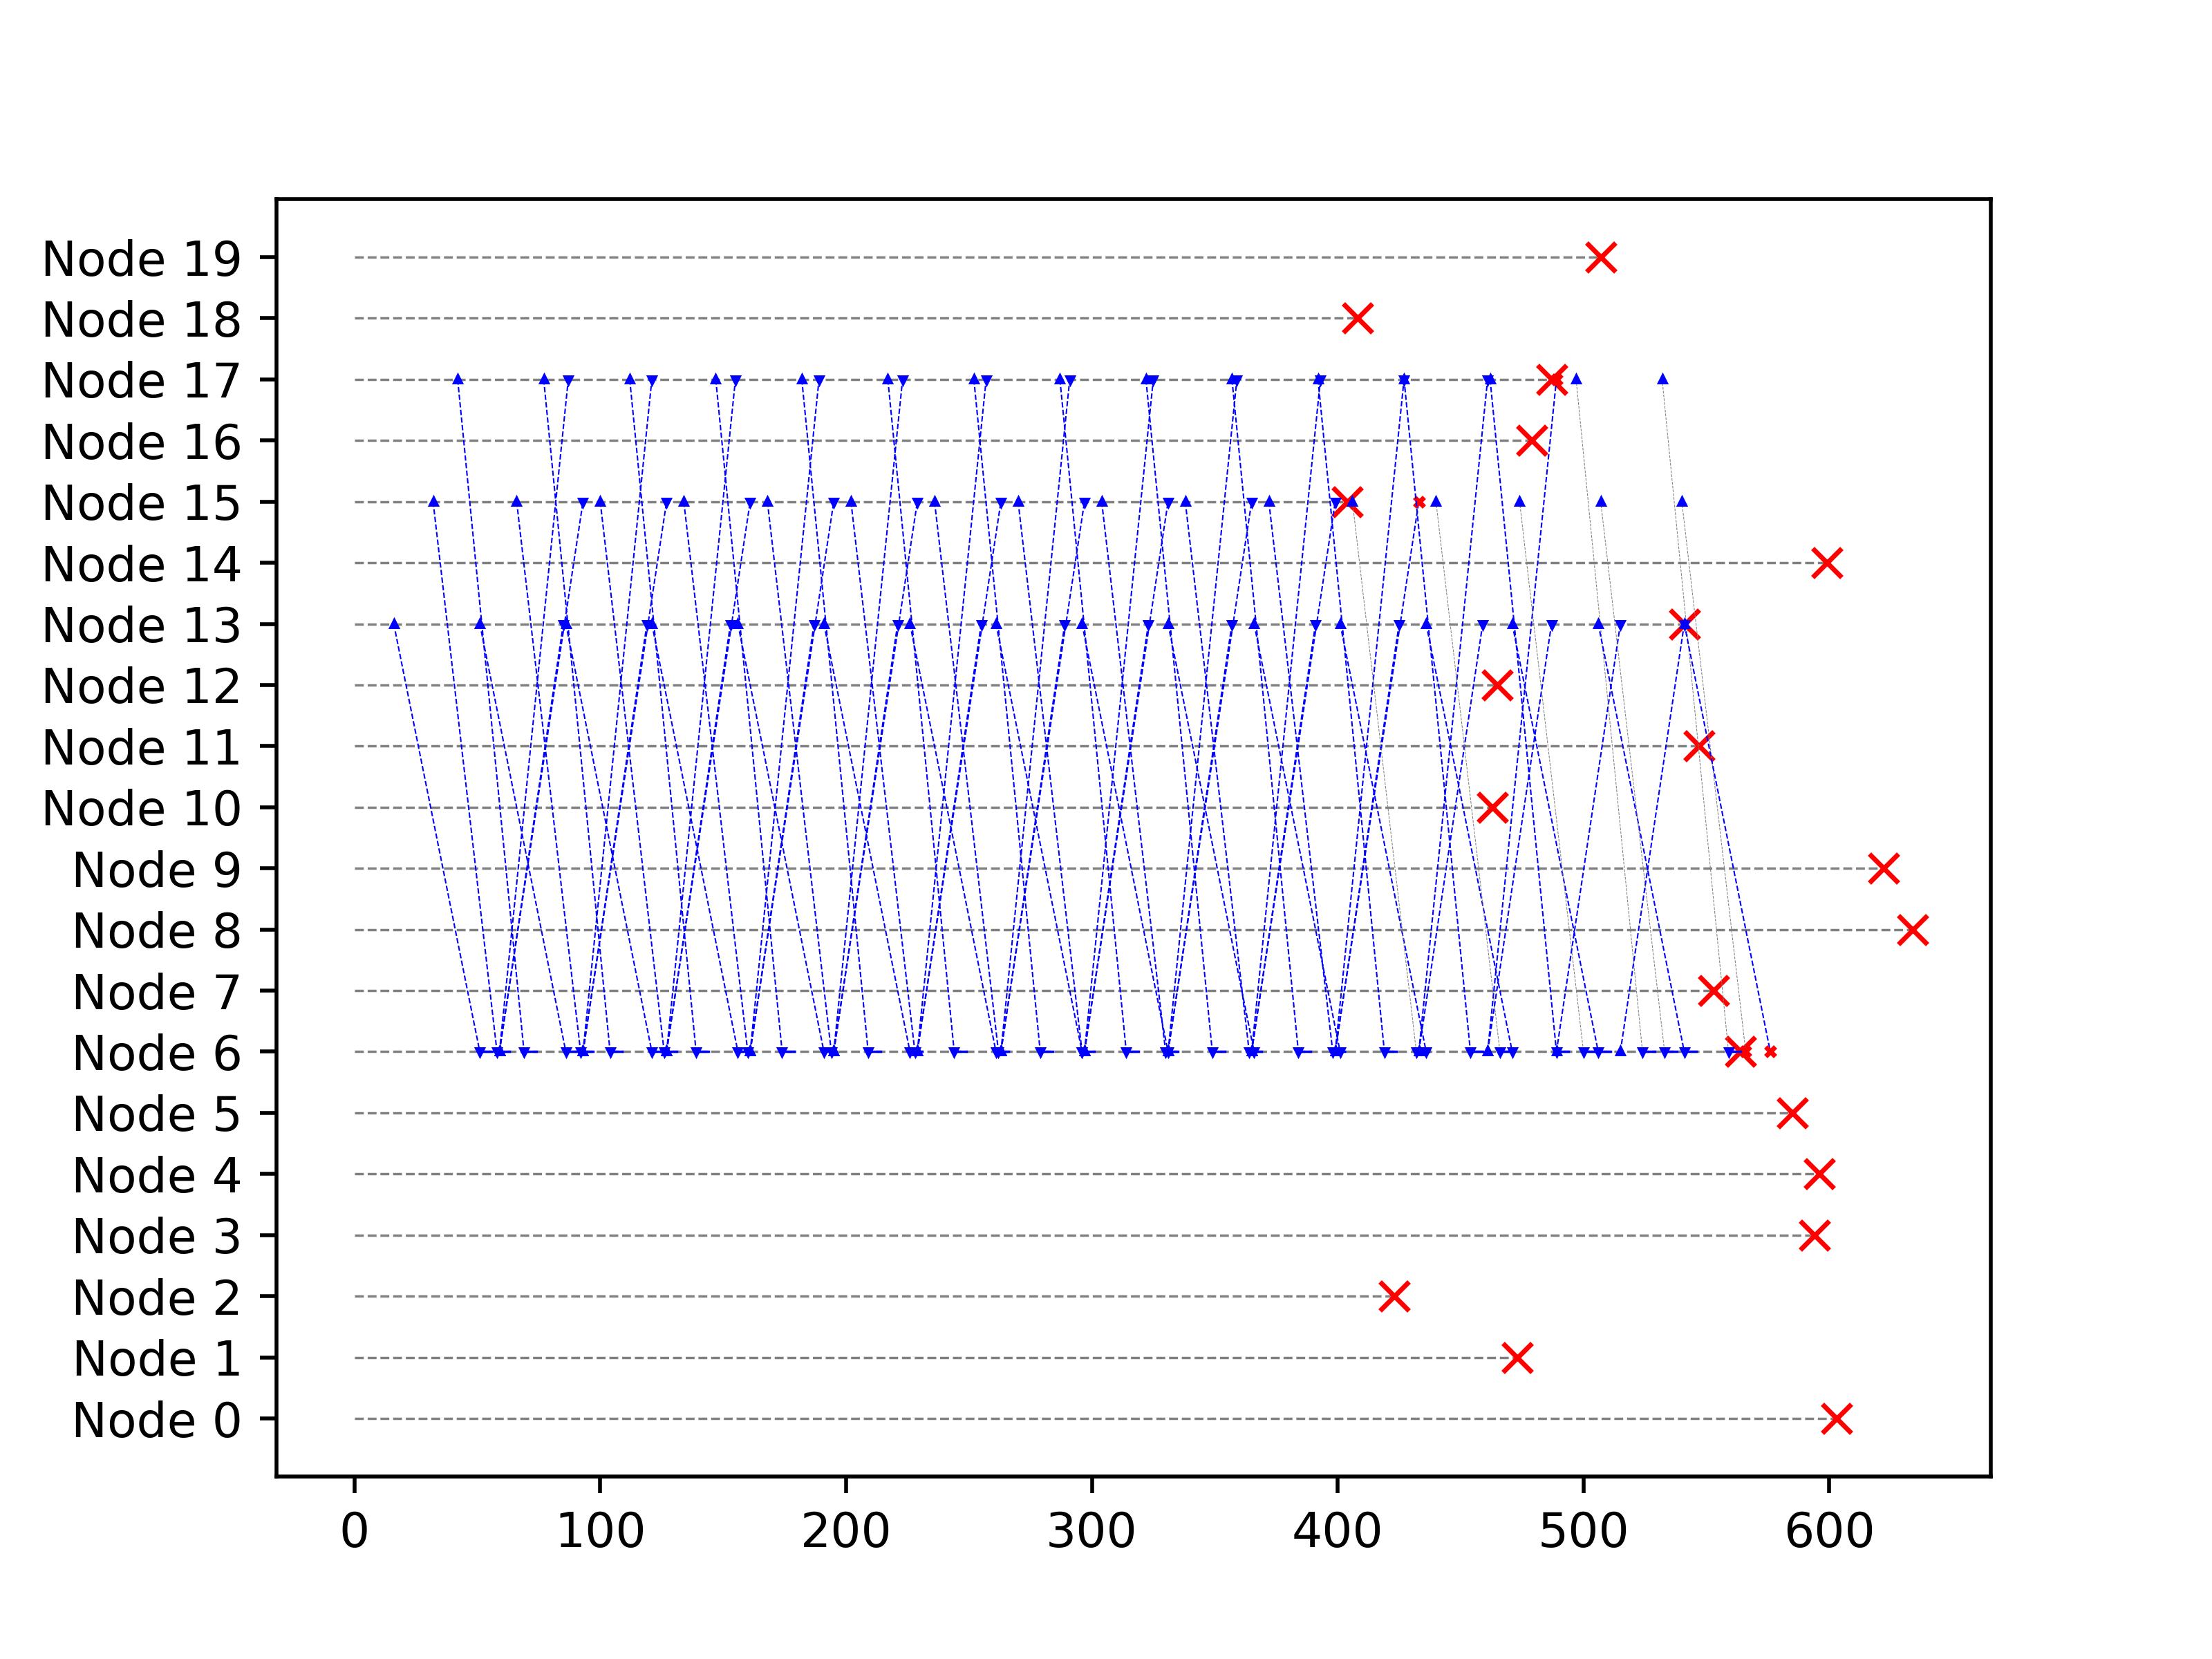 Node 19
Node 18
Node 17
Node 16
Node 15
Node 14
Node 13
Node 12
Node 11
Node 10
Node 9
Node 8
Node 7
Node 6
Node 5
Node 4
Node 3
Node 2
Node 1
Node 0
0 100 200 300 400 500 600